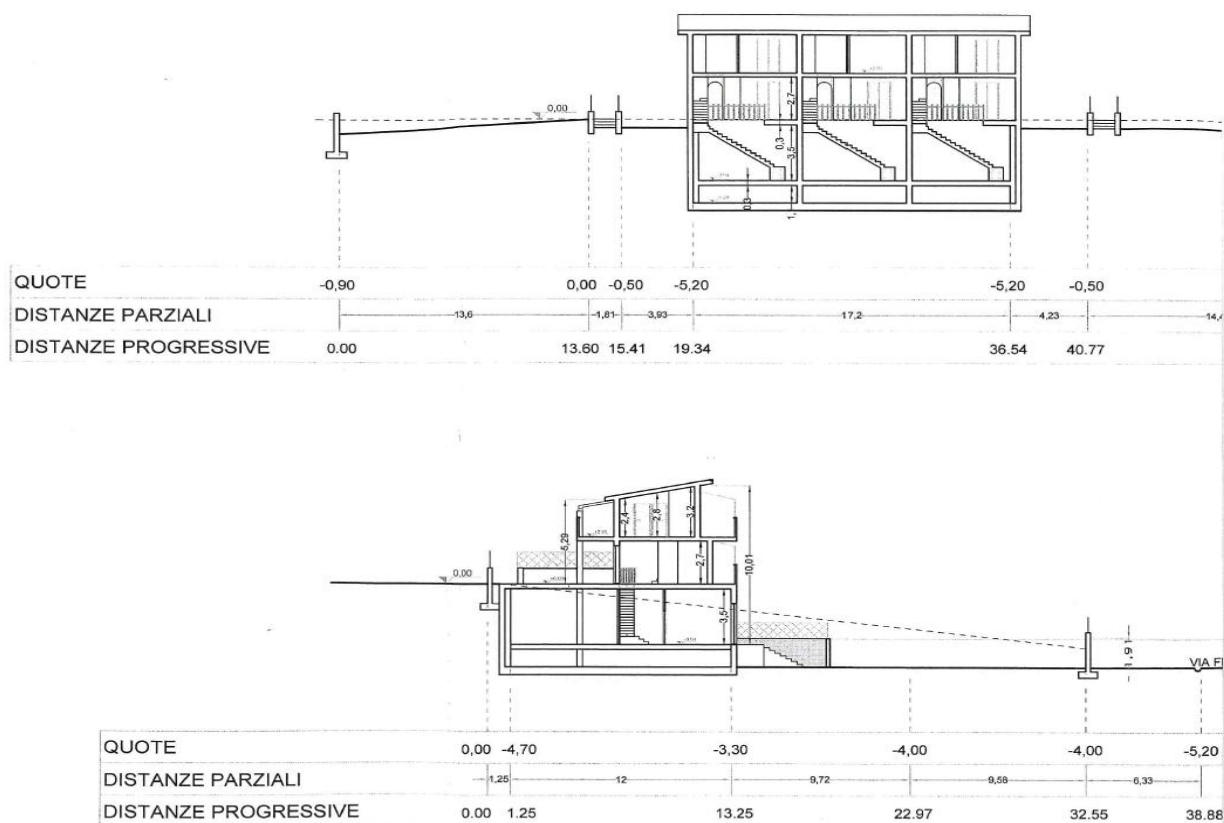 0,00
2,7
0,3
3,5
0,3
QUOTE -0,90 0,00 -0,50 -5,20 -5,20 -0,50
DISTANZE PARZIALI 13,6 1,81 3,93 17,2 4,23 14,4
DISTANZE PROGRESSIVE 0.00 13.60 15.41 19.34 36.54 40.77
0,00
5,29
2,4
2,8
3,2
2,7
10,01
3,5
1,91
VIA F
QUOTE 0,00 -4,70 -3,30 -4,00 -4,00 -5,20
DISTANZE PARZIALI 1,25 12 9,72 9,58 6,33
DISTANZE PROGRESSIVE 0.00 1.25 13.25 22.97 32.55 38.88